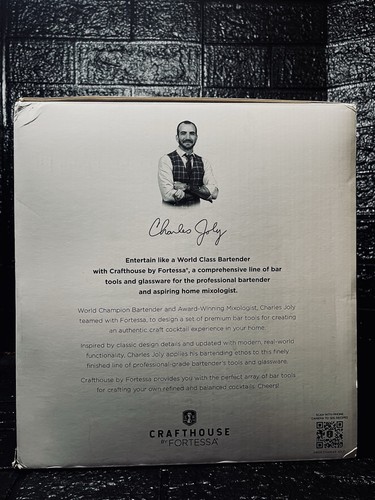 Charles Joly
Entertain like a World Class Bartender
with Crafthouse by Fortessa®, a comprehensive line of bar
tools and glassware for the professional bartender
and aspiring home mixologist.
World Champion Bartender and Award-Winning Mixologist, Charles Joly
teamed with Fortessa, to design a set of premium bar tools for creating
an authentic craft cocktail experience in your home.
Inspired by classic design details and updated with modern, real-world
functionality, Charles Joly applies his bartending ethos to this finely
finished line of professional-grade bartender's tools and glassware.
Crafthouse by Fortessa provides you with the perfect array of bar tools
for crafting your own refined and balanced cocktails. Cheers!
CRAFTHOUSE
BY FORTESSA